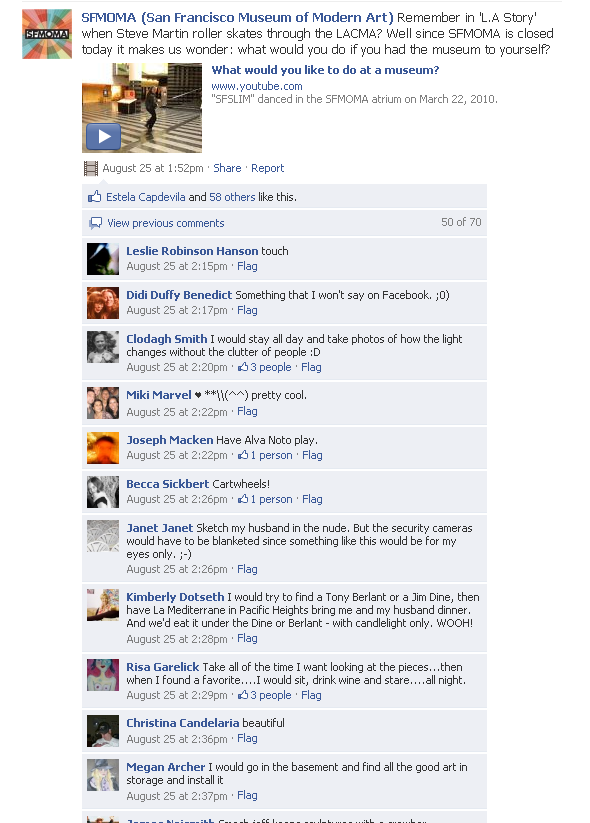 SFMOMA
SFMOMA (San Francisco Museum of Modern Art) Remember in 'L.A Story'
when Steve Martin roller skates through the LACMA? Well since SFMOMA is closed
today it makes us wonder: what would you do if you had the museum to yourself?
What would you like to do at a museum?
www.youtube.com
"SFSLIM" danced in the SFMOMA atrium on March 22, 2010.
August 25 at 1:52pm · Share · Report
Estela Capdevila and 58 others like this.
View previous comments 50 of 70
Leslie Robinson Hanson touch
August 25 at 2:15pm · Flag
Didi Duffy Benedict Something that I won't say on Facebook. ;0)
August 25 at 2:17pm · Flag
Clodagh Smith I would stay all day and take photos of how the light
changes without the clutter of people :D
August 25 at 2:20pm · 3 people · Flag
Miki Marvel ♥ **\\(^^) pretty cool.
August 25 at 2:22pm · Flag
Joseph Macken Have Alva Noto play.
August 25 at 2:22pm · 1 person · Flag
Becca Sickbert Cartwheels!
August 25 at 2:26pm · 1 person · Flag
Janet Janet Sketch my husband in the nude. But the security cameras
would have to be blanketed since something like this would be for my
eyes only. ;-)
August 25 at 2:26pm · Flag
Kimberly Dotseth I would try to find a Tony Berlant or a Jim Dine, then
have La Mediterrane in Pacific Heights bring me and my husband dinner.
And we'd eat it under the Dine or Berlant - with candlelight only. WOOH!
August 25 at 2:28pm · Flag
Risa Garelick Take all of the time I want looking at the pieces...then
when I found a favorite....I would sit, drink wine and stare....all night.
August 25 at 2:29pm · 3 people · Flag
Christina Candelaria beautiful
August 25 at 2:36pm · Flag
Megan Archer I would go in the basement and find all the good art in
storage and install it
August 25 at 2:37pm · Flag